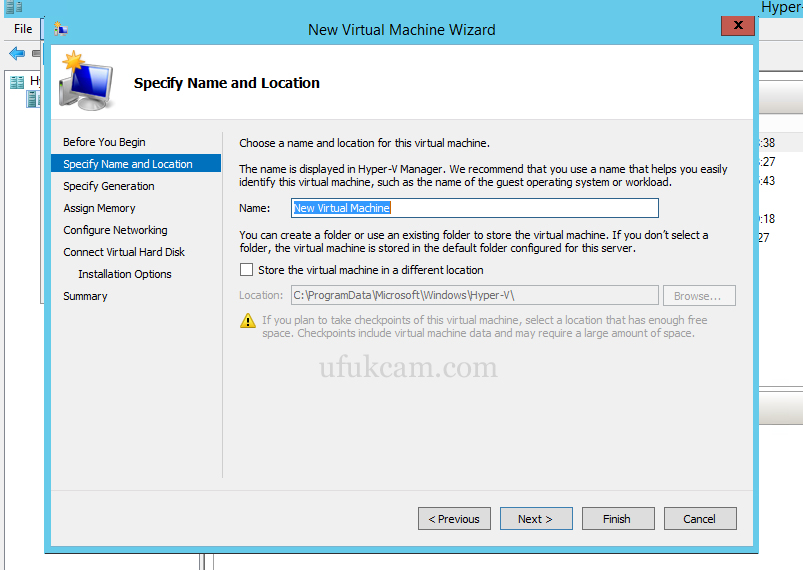 Hyper-
New Virtual Machine Wizard
File
Specify Name and Location
Before You Begin
Specify Name and Location
Specify Generation
Assign Memory
Configure Networking
Connect Virtual Hard Disk
Installation Options
Summary
Choose a name and location for this virtual machine.
The name is displayed in Hyper-V Manager. We recommend that you use a name that helps you easily
identify this virtual machine, such as the name of the guest operating system or workload.
Name: New Virtual Machine
You can create a folder or use an existing folder to store the virtual machine. If you don't select a
folder, the virtual machine is stored in the default folder configured for this server.
Store the virtual machine in a different location
Location: C:\ProgramData\Microsoft\Windows\Hyper-V\ Browse...
If you plan to take checkpoints of this virtual machine, select a location that has enough free
space. Checkpoints include virtual machine data and may require a large amount of space.
ufukcam.com
< Previous Next > Finish Cancel
:38
:27
:43
:18
27